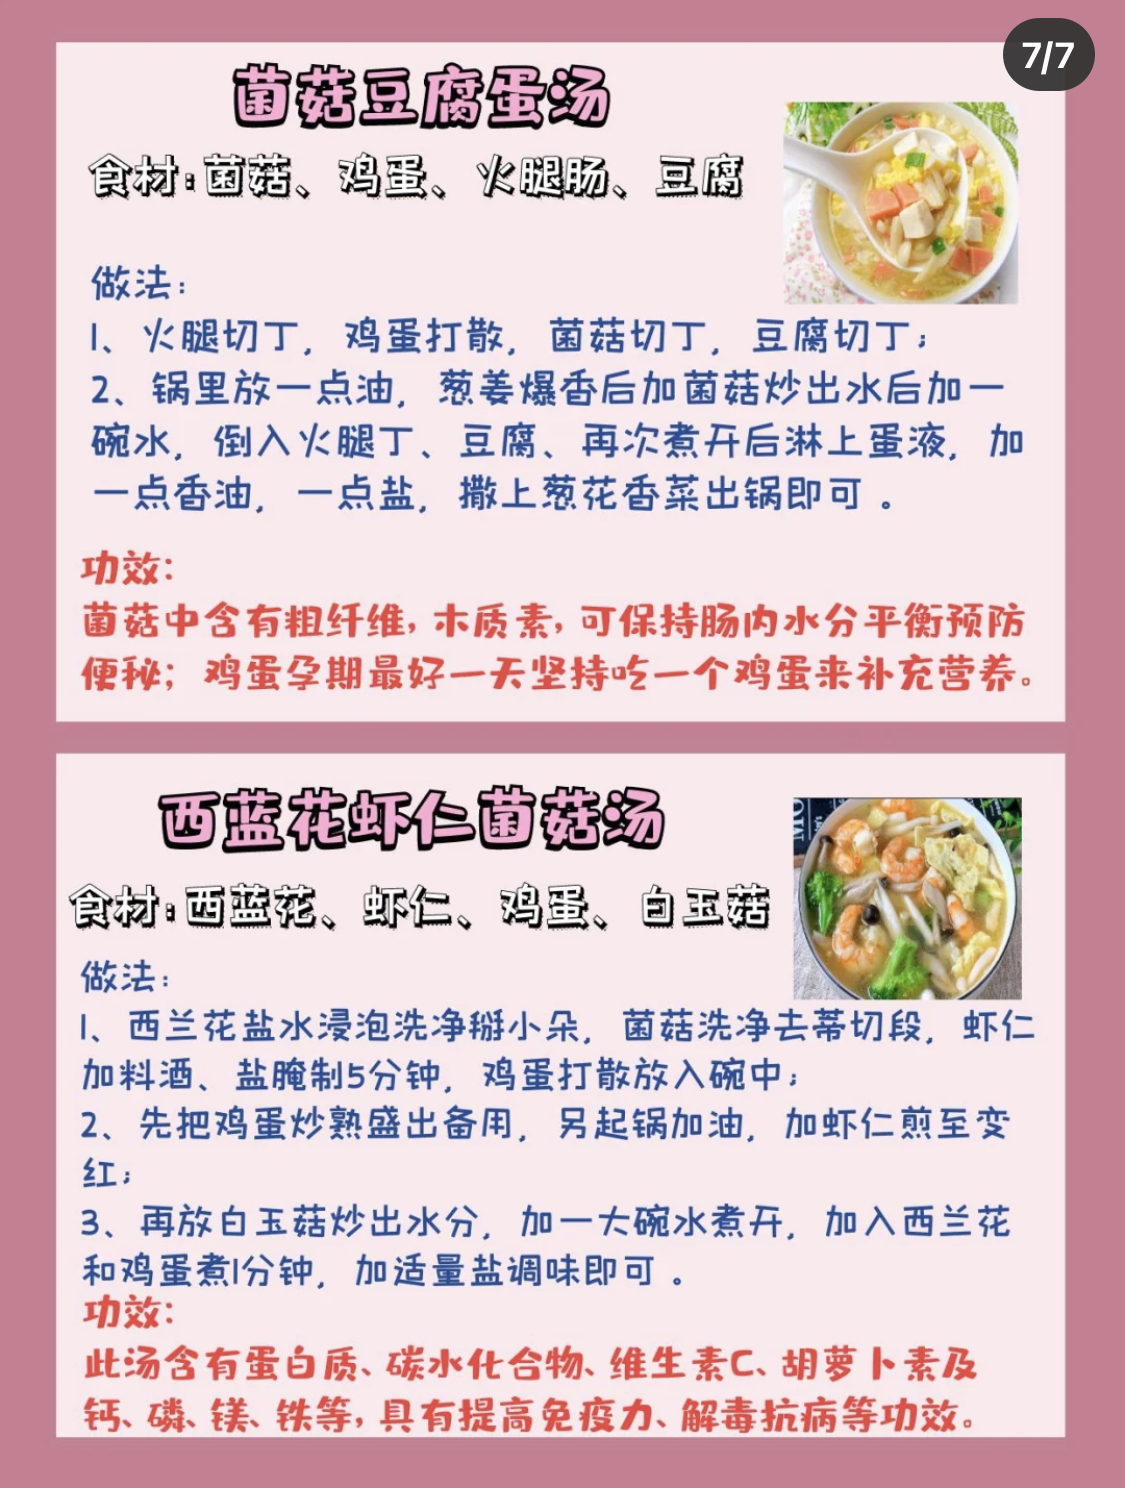 7/7
菌菇豆腐蛋汤
食材:菌菇、鸡蛋、火腿肠、豆腐
做法:
1、火腿切丁,鸡蛋打散,菌菇切丁,豆腐切丁;
2、锅里放一点油,葱姜爆香后加菌菇炒出水后加一
碗水,倒入火腿丁、豆腐、再次煮开后淋上蛋液,加
一点香油,一点盐,撒上葱花香菜出锅即可。
功效:
菌菇中含有粗纤维,木质素,可保持肠内水分平衡预防
便秘;鸡蛋孕期最好一天坚持吃一个鸡蛋来补充营养。
西蓝花虾仁菌菇汤
食材:西蓝花、虾仁、鸡蛋、白玉菇
做法:
1、西兰花盐水浸泡洗净掰小朵,菌菇洗净去蒂切段,虾仁
加料酒、盐腌制5分钟,鸡蛋打散放入碗中;
2、先把鸡蛋炒熟盛出备用,另起锅加油,加虾仁煎至变
红;
3、再放白玉菇炒出水分,加一大碗水煮开,加入西兰花
和鸡蛋煮1分钟,加适量盐调味即可。
功效:
此汤含有蛋白质、碳水化合物、维生素C、胡萝卜素及
钙、磷、镁、铁等,具有提高免疫力、解毒抗病等功效。